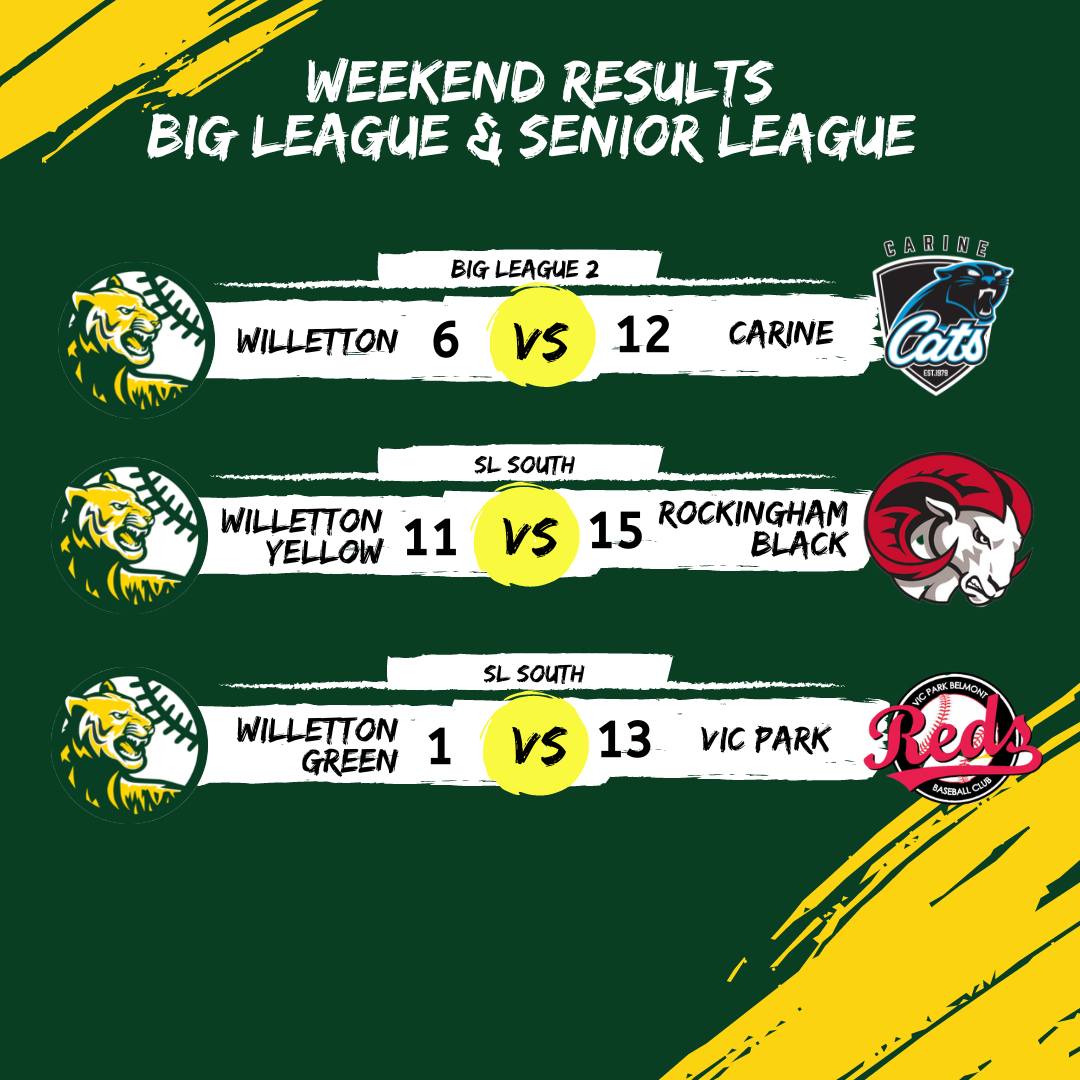 WEEKEND RESULTS
BIG LEAGUE & SENIOR LEAGUE
CARINE
BIG LEAGUE 2
WILLETTON 6 VS 12 CARINE
Cats
EST.1979
SL SOUTH
WILLETTON
YELLOW
11 VS 15
ROCKINGHAM
BLACK
SL SOUTH
WILLETTON
GREEN
1 VS 13 VIC PARK
VIC PARK BELMONT
Reds
BASEBALL CLUB